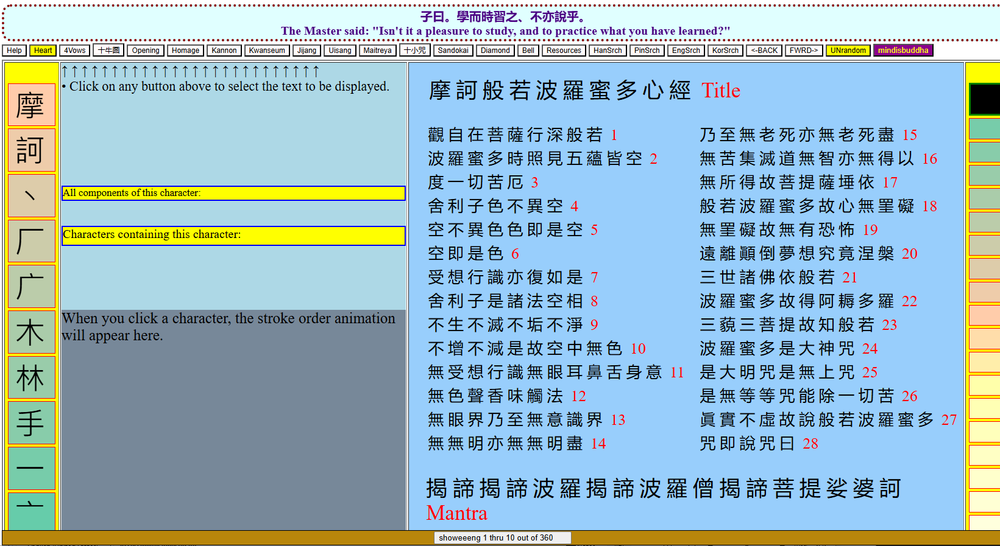 子曰。學而時習之、不亦說乎。
The Master said: "Isn't it a pleasure to study, and to practice what you have learned?"
Help Heart 4Vows 十牛圖 Opening Homage Kannon Kwanseum Jijang Uisang Maitreya 十小咒 Sandokai Diamond Bell Resources HanSrch PinSrch EngSrch KorSrch <-BACK FWRD-> UNrandom mindisbuddha
摩
訶
丶
厂
广
木
林
手
一
亠
↑↑↑↑↑↑↑↑↑↑↑↑↑↑↑↑↑↑↑↑↑↑↑↑↑↑
• Click on any button above to select the text to be displayed.
All components of this character:
Characters containing this character:
When you click a character, the stroke order animation
will appear here.
摩訶般若波羅蜜多心經 Title
觀自在菩薩行深般若 1
波羅蜜多時照見五蘊皆空 2
度一切苦厄 3
舍利子色不異空 4
空不異色色即是空 5
空即是色 6
受想行識亦復如是 7
舍利子是諸法空相 8
不生不滅不垢不淨 9
不增不減是故空中無色 10
無受想行識無眼耳鼻舌身意 11
無色聲香味觸法 12
無眼界乃至無意識界 13
無無明亦無無明盡 14
乃至無老死亦無老死盡 15
無苦集滅道無智亦無得以 16
無所得故菩提薩埵依 17
般若波羅蜜多故心無罣礙 18
無罣礙故無有恐怖 19
遠離顚倒夢想究竟涅槃 20
三世諸佛依般若 21
波羅蜜多故得阿耨多羅 22
三藐三菩提故知般若 23
波羅蜜多是大神咒 24
是大明咒是無上咒 25
是無等等咒能除一切苦 26
眞實不虛故說般若波羅蜜多 27
咒即說咒曰 28
揭諦揭諦波羅揭諦波羅僧揭諦菩提娑婆訶
Mantra
showeeeng 1 thru 10 out of 360